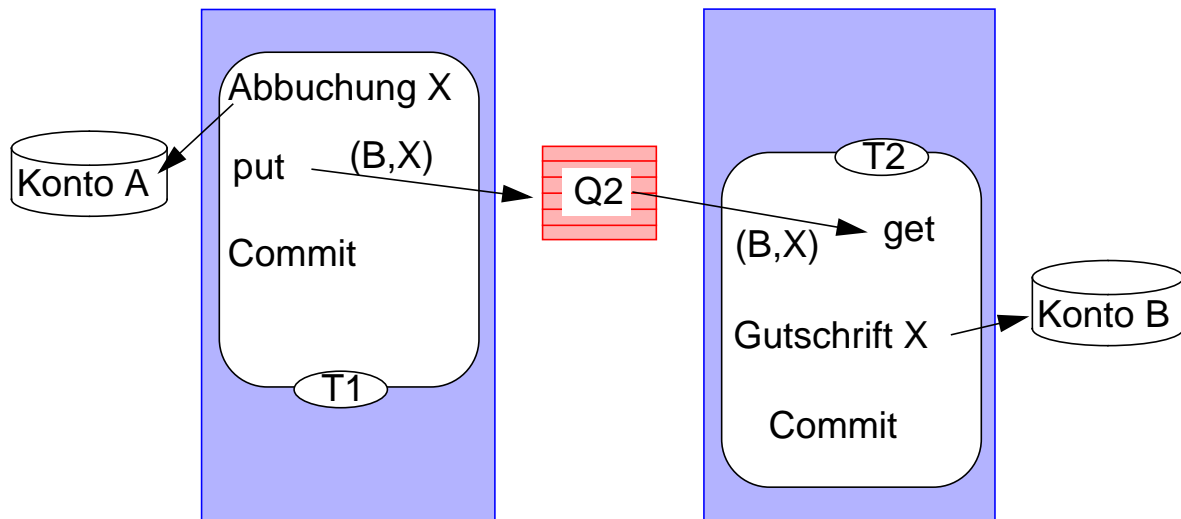 Abbuchung X
Konto A
put
(B,X)
Commit
T1
Q2
T2
get
(B,X)
Gutschrift X
Konto B
Commit